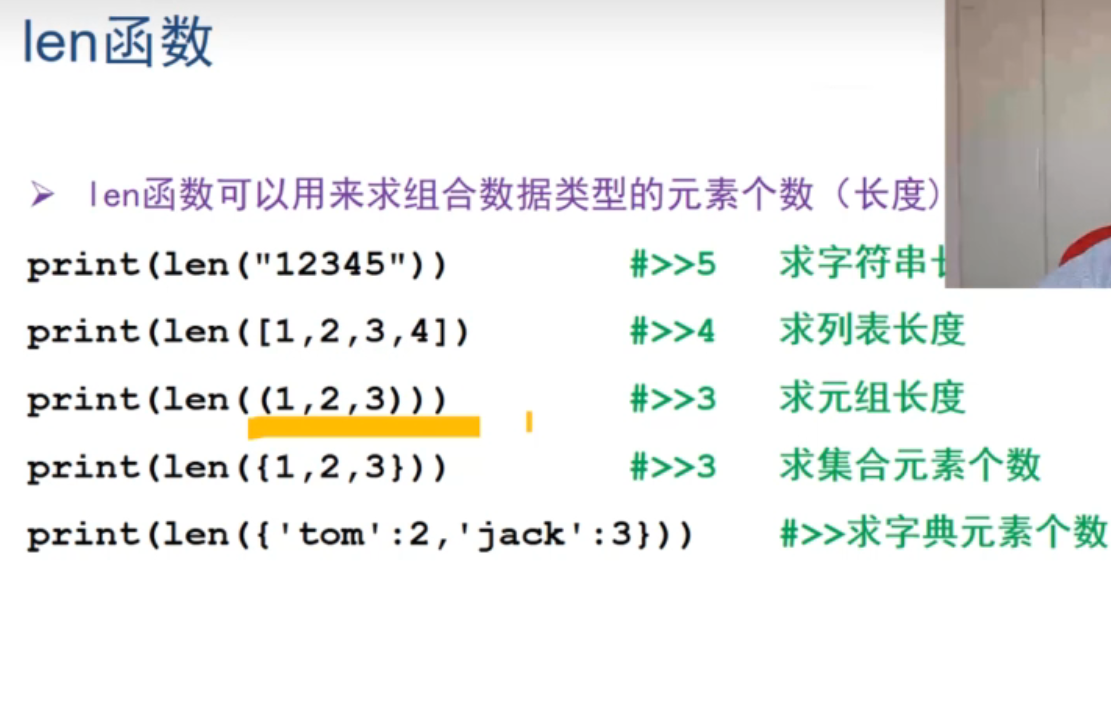 len函数
➢ len函数可以用来求组合数据类型的元素个数（长度）
print(len("12345")) #>>5 求字符串
print(len([1,2,3,4]) #>>4 求列表长度
print(len((1,2,3))) #>>3 求元组长度
print(len({1,2,3})) #>>3 求集合元素个数
print(len({'tom':2,'jack':3})) #>>求字典元素个数